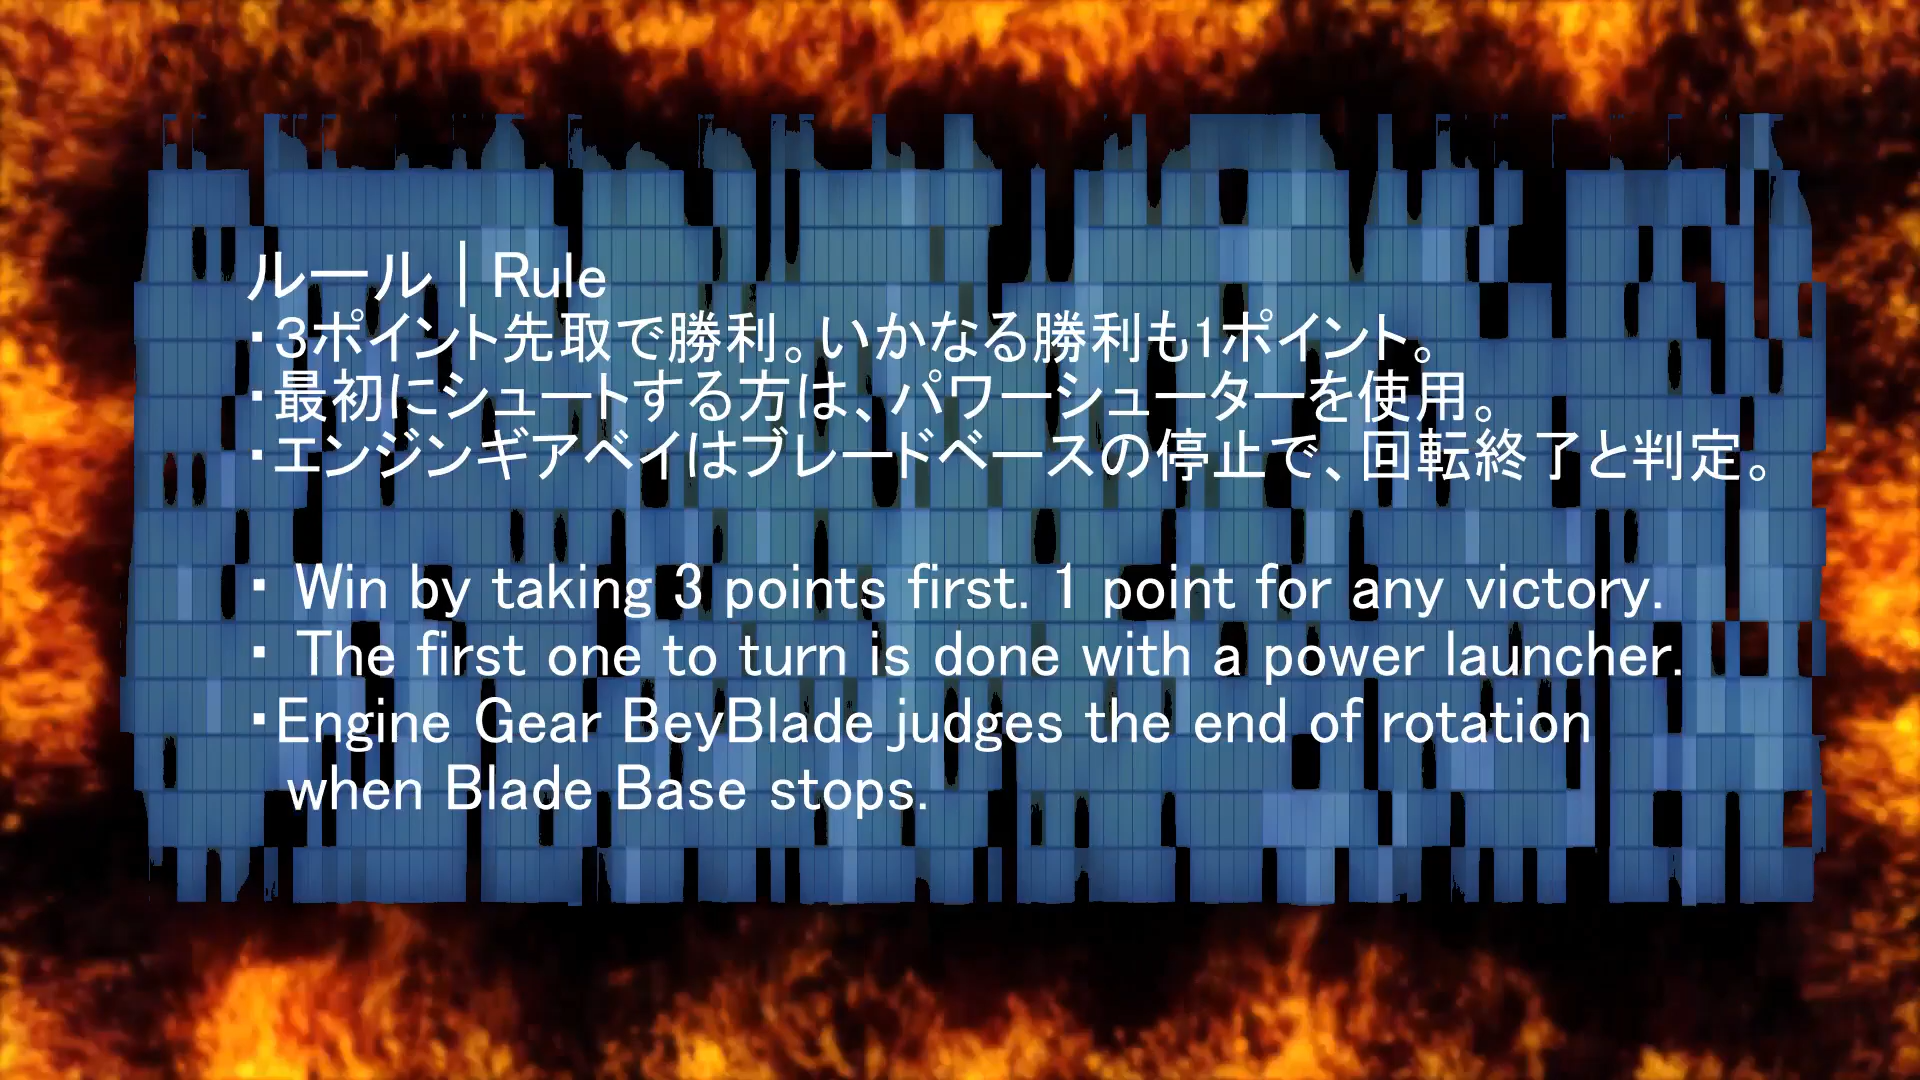 ルール | Rule
・３ポイント先取で勝利。いかなる勝利も1ポイント。
・最初にシュートする方は、パワーシューターを使用。
・エンジンギアベイはブレードベースの停止で、回転終了と判定。
・ Win by taking 3 points first. 1 point for any victory.
・ The first one to turn is done with a power launcher.
・Engine Gear BeyBlade judges the end of rotation
when Blade Base stops.